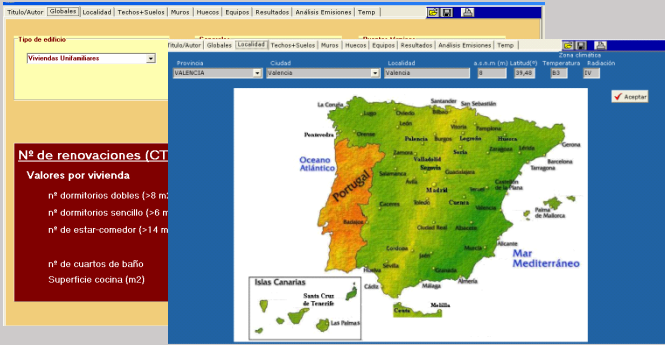 Titulo/Autor Globales Localidad Techos+Suelos Muros Huecos Equipos Resultados Análisis Emisiones Temp
Tipo de edificio
Viviendas Unifamiliares
Nº de renovaciones (CT
Valores por vivienda
nº dormitorios dobles (>8 m
nº dormitorios sencillo (>6 m
nº de estar-comedor (>14 m
nº de cuartos de baño
Superficie cocina (m2)
Titulo/Autor Globales Localidad Techos+Suelos Muros Huecos Equipos Resultados Análisis Emisiones Temp
Zona climática
Provincia Ciudad Localidad a.s.n.m (m) Latitud(º) Temperatura Radiación
VALENCIA Valencia Valencia 8 39,48 B3 IV
Aceptar
La Coruña Lugo Oviedo Santander San Sebastián
León Vitoria Pamplona
Pontevedra Orense Palencia Burgos Logroño Huesca
Zamora Valladolid Soria Zaragoza Lérida Gerona
Océano
Atlántico
Segovia Barcelona
Tarragona
Salamanca Guadalajara
Portugal
Madrid Castellón
de la Plana
Cáceres Toledo Cuenca Valencia
Palma de
Mallorca
Badajoz Ciudad Real Albacete
Alicante
Cordoba Jaén Murcia
Mar
Mediterráneo
Huelva Sevilla Granada Almería
Cádiz Málaga
Islas Canarias
Santa Cruz
de Tenerife
Las Palmas
Ceuta Melilla